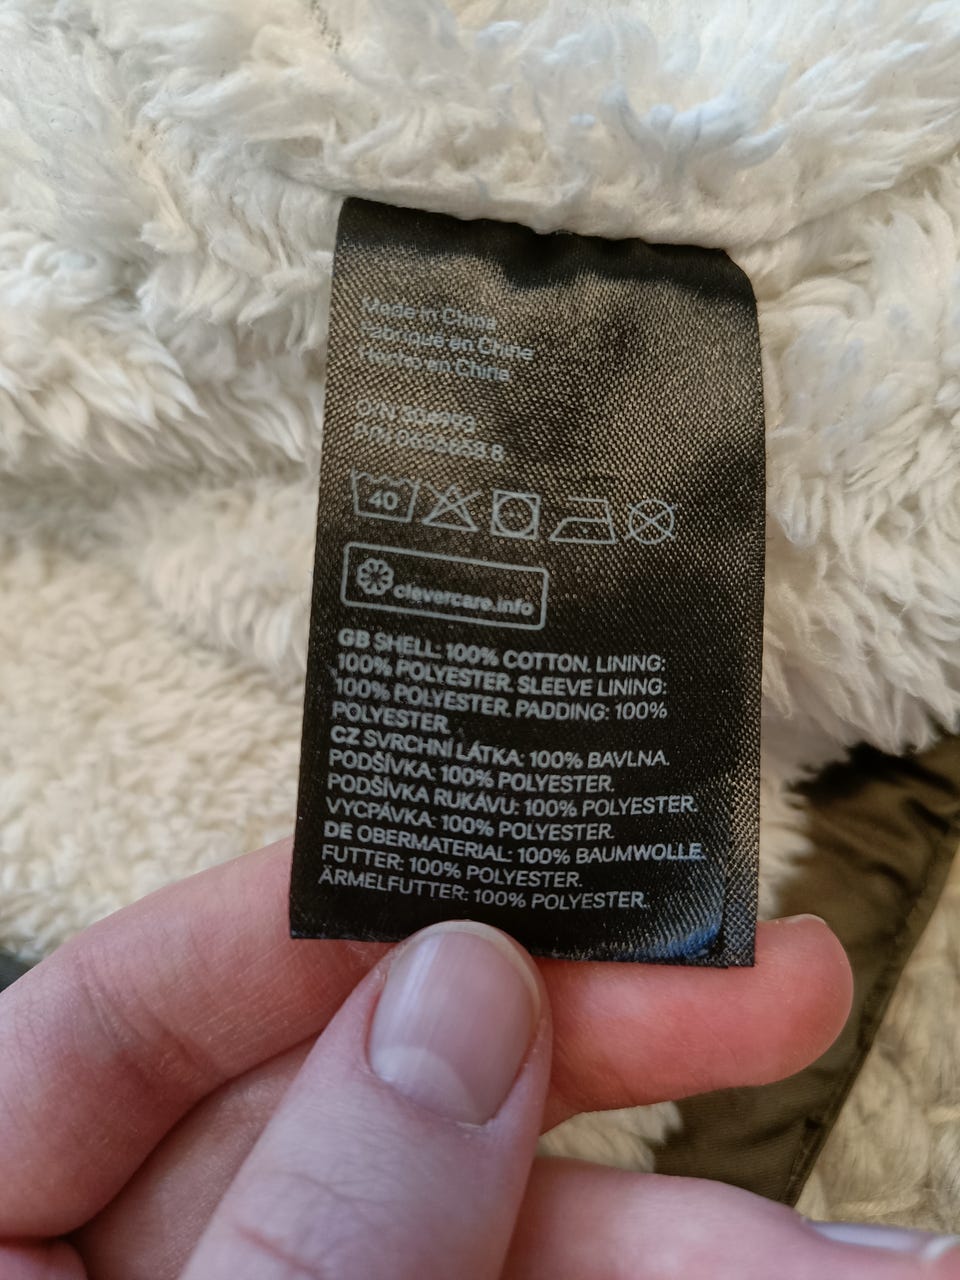 Made in China
Fabriqué en Chine
Hecho en China
O/N
40
clevercare.info
GB SHELL: 100% COTTON. LINING:
100% POLYESTER. SLEEVE LINING:
100% POLYESTER. PADDING: 100%
POLYESTER.
CZ SVRCHNÍ LÁTKA: 100% BAVLNA.
PODŠÍVKA: 100% POLYESTER.
PODŠÍVKA RUKÁVU: 100% POLYESTER.
VYCPÁVKA: 100% POLYESTER.
DE OBERMATERIAL: 100% BAUMWOLLE.
FUTTER: 100% POLYESTER.
ÄRMELFUTTER: 100% POLYESTER.